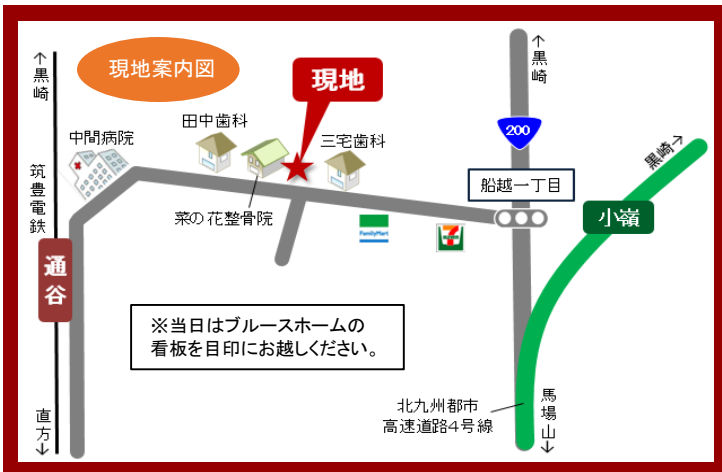 現地案内図
↑黒崎
筑豊電鉄
通谷
直方↓
中間病院
田中歯科
菜の花整骨院
現地
三宅歯科
FamilyMart
7
↑黒崎
200
船越一丁目
黒崎→
小嶺
※当日はブルースホームの
看板を目印にお越しください。
北九州都市
高速道路4号線
馬場山↓